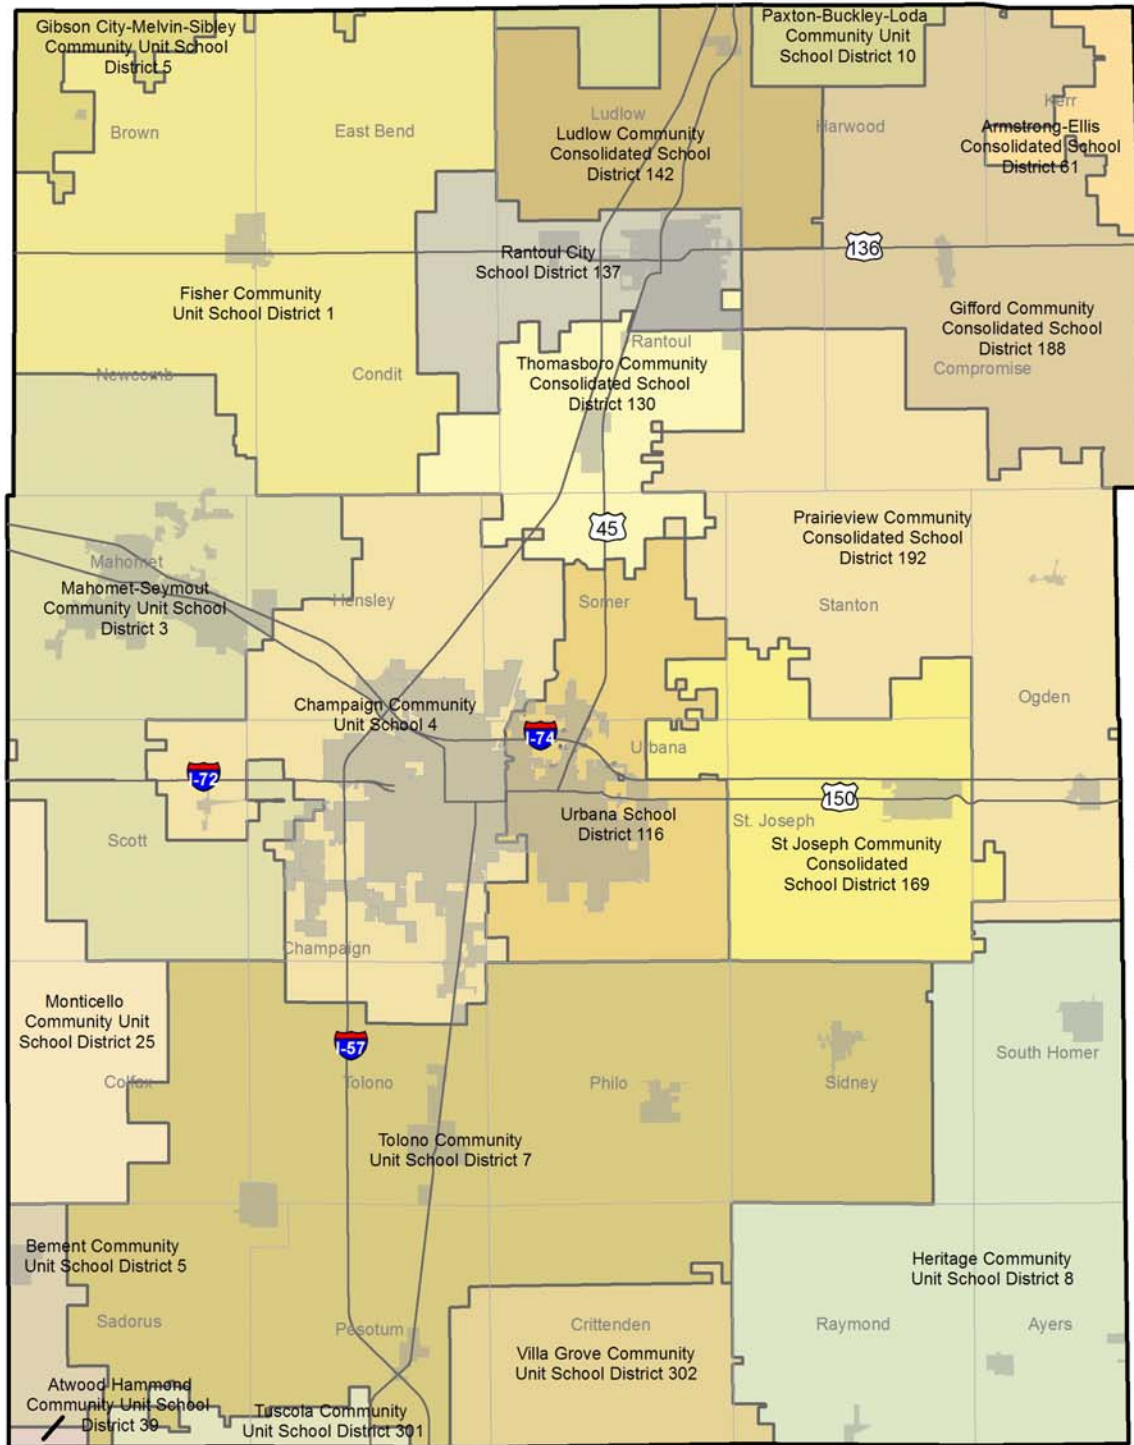 Gibson City-Melvin-Sibley
Community Unit School
District 5
Paxton-Buckley-Loda
Community Unit
School District 10
Brown
East Bend
Ludlow
Ludlow Community
Consolidated School
District 142
Harwood
Kerr
Armstrong-Ellis
Consolidated School
District 61
Rantoul City
School District 137
136
Fisher Community
Unit School District 1
Gifford Community
Consolidated School
District 188
Rantoul
Newcomb
Condit
Thomasboro Community
Consolidated School
District 130
Compromise
45
Prairieview Community
Consolidated School
District 192
Mahomet
Mahomet-Seymout
Community Unit School
District 3
Hensley
Somer
Stanton
Ogden
Champaign Community
Unit School 4
I-74
Urbana
I-72
150
Scott
Urbana School
District 116
St. Joseph
St Joseph Community
Consolidated
School District 169
Champaign
Monticello
Community Unit
School District 25
I-57
South Homer
Colfax
Tolono
Philo
Sidney
Tolono Community
Unit School District 7
Bement Community
Unit School District 5
Heritage Community
Unit School District 8
Sadorus
Pesotum
Crittenden
Raymond
Ayers
Villa Grove Community
Unit School District 302
Atwood Hammond
Community Unit School
District 39
Tuscola Community
Unit School District 301